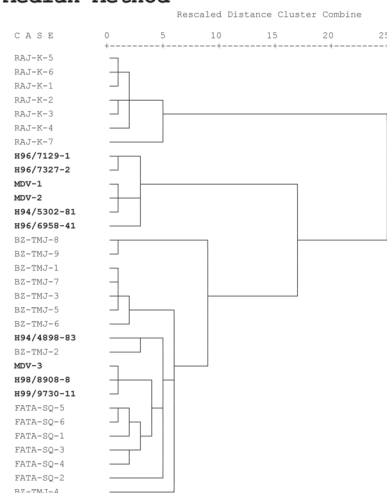 Median Method
Rescaled Distance Cluster Combine
C A S E 0 5 10 15 20 25
RAJ-K-5
RAJ-K-6
RAJ-K-1
RAJ-K-2
RAJ-K-3
RAJ-K-4
RAJ-K-7
H96/7129-1
H96/7327-2
MDV-1
MDV-2
H94/5302-81
H96/6958-41
BZ-TMJ-8
BZ-TMJ-9
BZ-TMJ-1
BZ-TMJ-7
BZ-TMJ-3
BZ-TMJ-5
BZ-TMJ-6
H94/4898-83
BZ-TMJ-2
MDV-3
H98/8908-8
H99/9730-11
FATA-SQ-5
FATA-SQ-6
FATA-SQ-1
FATA-SQ-3
FATA-SQ-4
FATA-SQ-2
BZ-TMJ-4